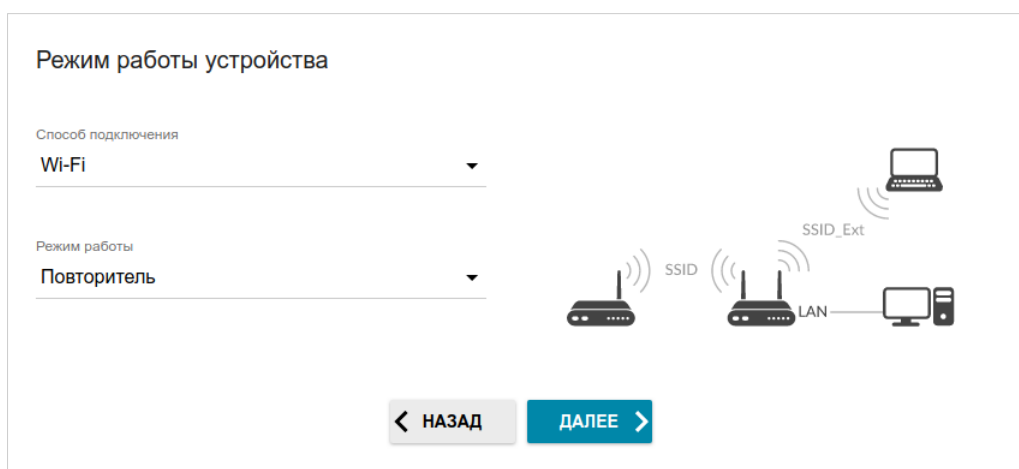 Режим работы устройства
Способ подключения
Wi-Fi
Режим работы
Повторитель
SSID
SSID_Ext
LAN
НАЗАД
ДАЛЕЕ